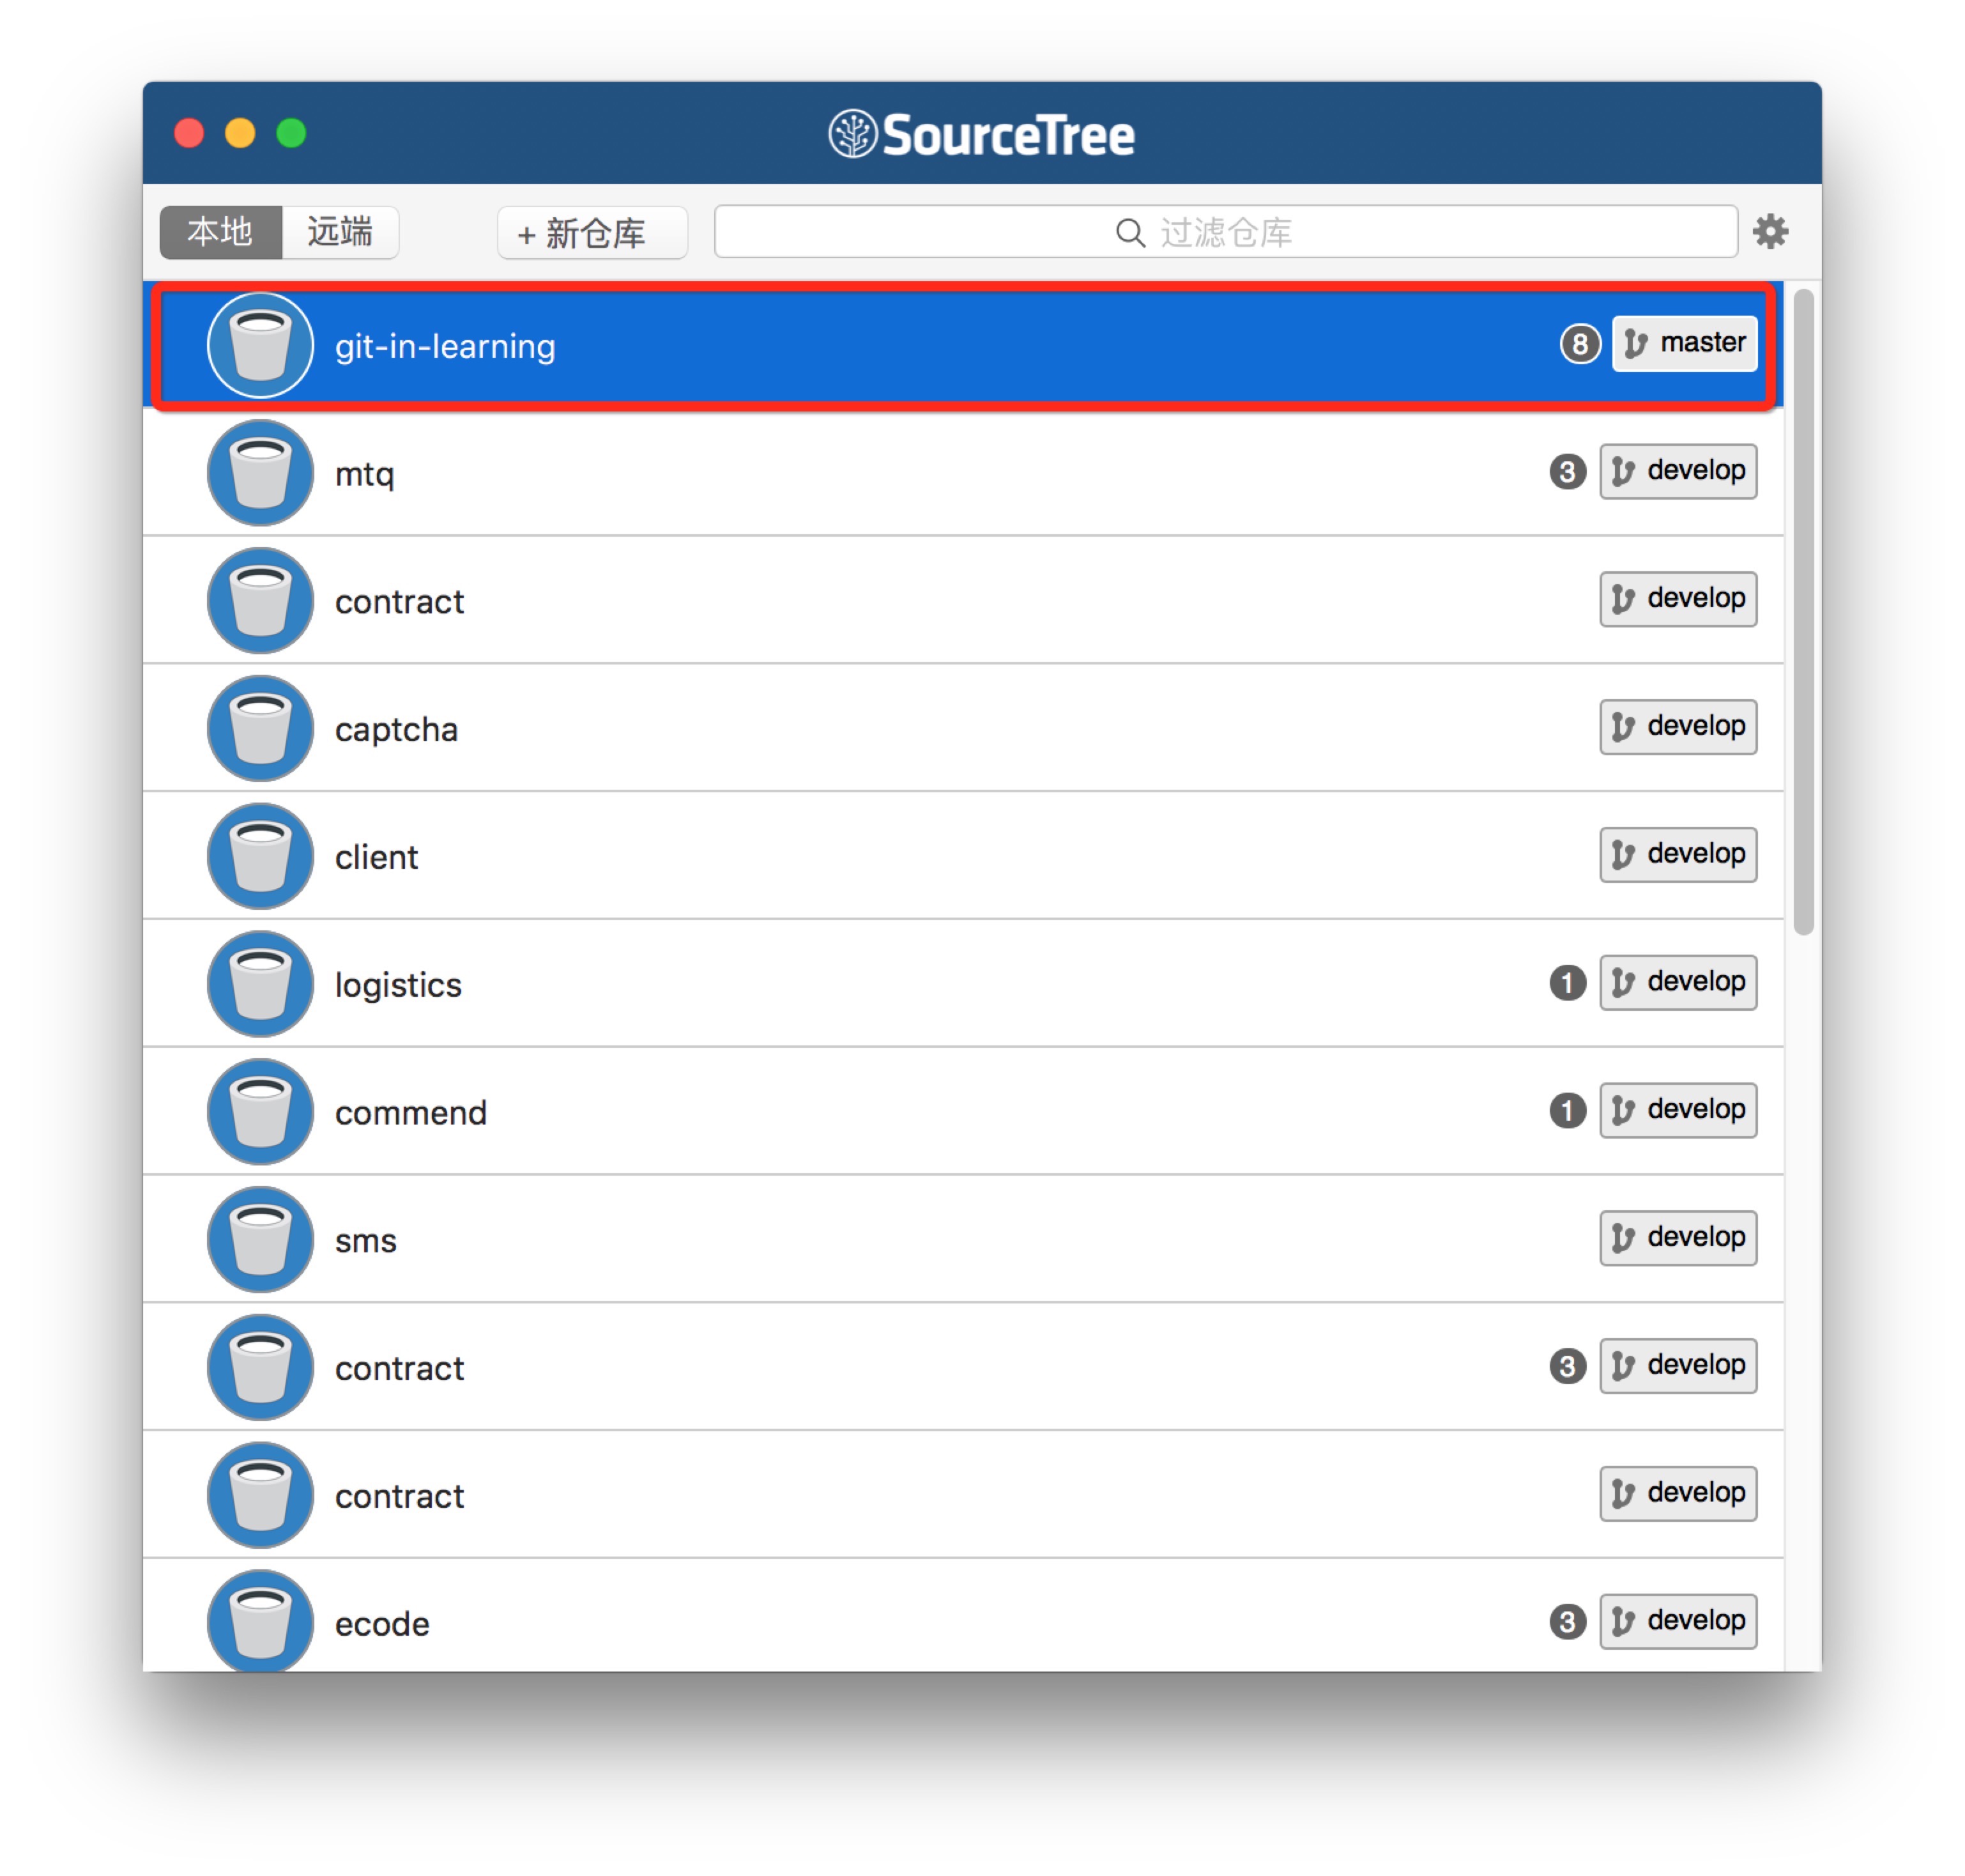 SourceTree
本地 远端 + 新仓库 过滤仓库
git-in-learning 8 master
mtq 3 develop
contract develop
captcha develop
client develop
logistics 1 develop
commend 1 develop
sms develop
contract 3 develop
contract develop
ecode 3 develop